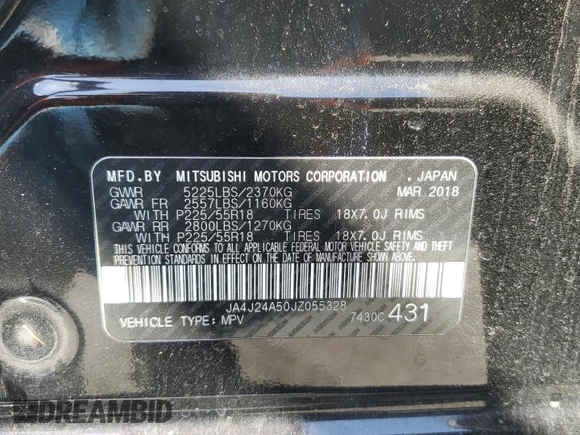 MFD.BY MITSUBISHI MOTORS CORPORATION . JAPAN
GVWR 5225LBS/2370KG MAR 2018
GAWR FR 2557LBS/1160KG
WITH P225/55R18 TIRES 18X7.0J RIMS
GAWR RR 2800LBS/1270KG
WITH P225/55R18 TIRES 18X7.0J RIMS
THIS VEHICLE CONFORMS TO ALL APPLICABLE FEDERAL MOTOR VEHICLE SAFETY AND THEFT
PREVENTION STANDARDS IN EFFECT ON THE DATE OF MANUFACTURE SHOWN ABOVE.
JA4J24A50JZ055328
VEHICLE TYPE: MPV 7430C 431
DREAMBID